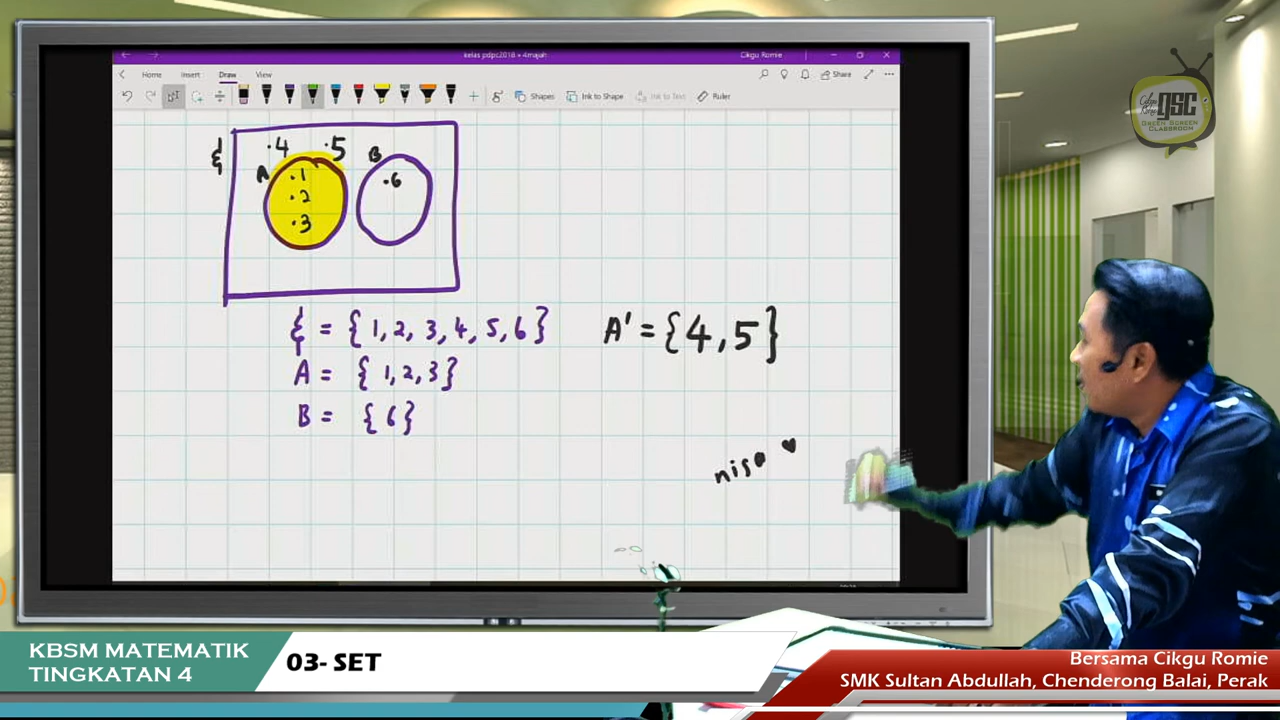 kelas pdpc2018 » 4majuh
Cikgu Romie
Home Insert Draw View
Share
Shapes
Ink to Shape
Ink to Text
Ruler
GSC
GREEN SCREEN
CLASSROOM
ξ
.4 .5
A B
.1 .6
.2
.3
ξ = {1, 2, 3, 4, 5, 6}
A = {1, 2, 3}
B = {6}
A' = {4, 5}
nisa ♥
KBSM MATEMATIK
TINGKATAN 4
03- SET
Bersama Cikgu Romie
SMK Sultan Abdullah, Chenderong Balai, Perak